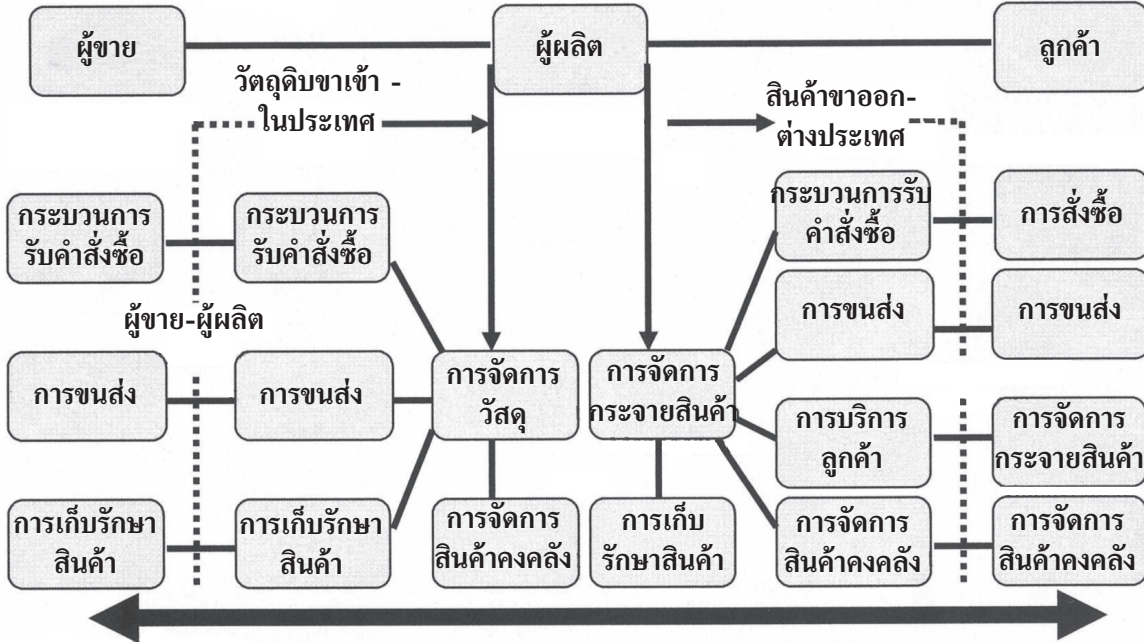 ผู้ขาย
ผู้ผลิต
ลูกค้า
วัตถุดิบขาเข้า -
ในประเทศ
สินค้าขาออก-
ต่างประเทศ
กระบวนการ
รับคำสั่งซื้อ
กระบวนการ
รับคำสั่งซื้อ
กระบวนการรับ
คำสั่งซื้อ
การสั่งซื้อ
ผู้ขาย-ผู้ผลิต
การขนส่ง
การขนส่ง
การขนส่ง
การขนส่ง
การจัดการ
วัสดุ
การจัดการ
กระจายสินค้า
การบริการ
ลูกค้า
การจัดการ
กระจายสินค้า
การเก็บรักษา
สินค้า
การเก็บรักษา
สินค้า
การจัดการ
สินค้าคงคลัง
การเก็บ
รักษาสินค้า
การจัดการ
สินค้าคงคลัง
การจัดการ
สินค้าคงคลัง